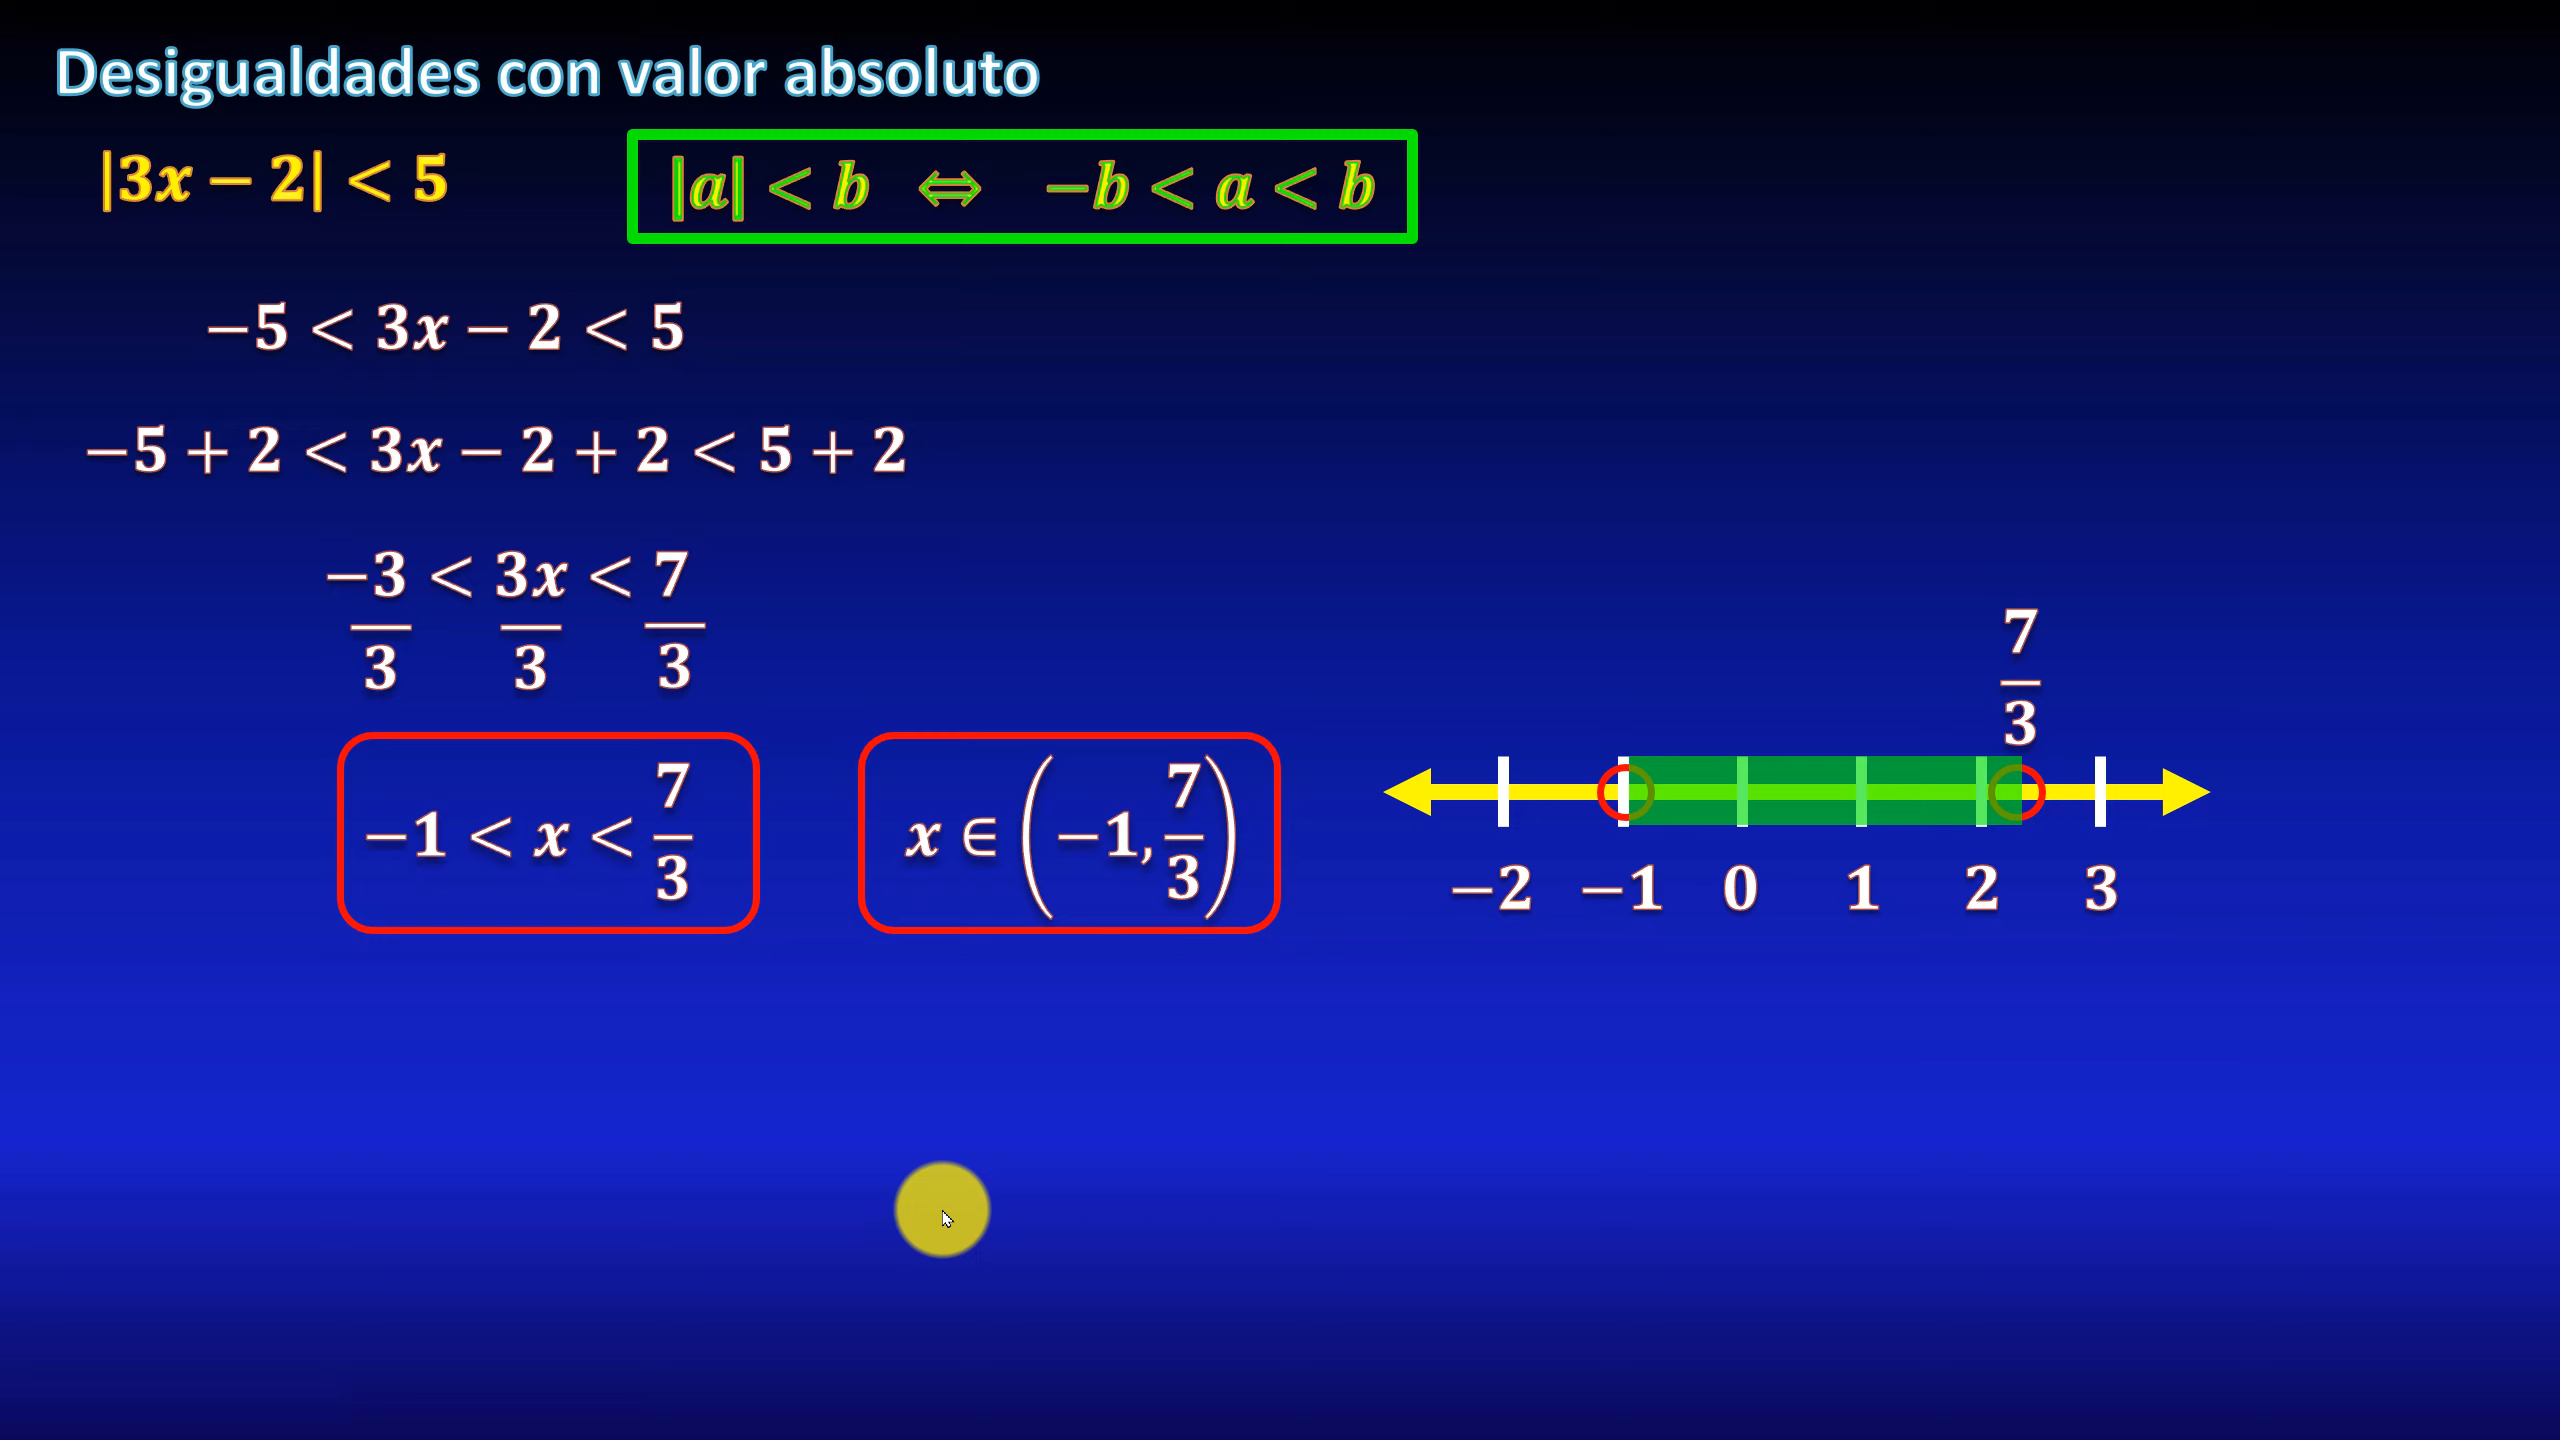 Desigualdades con valor absoluto
|3x − 2| < 5
|a| < b ⇔ −b < a < b
−5 < 3x − 2 < 5
−5 + 2 < 3x − 2 + 2 < 5 + 2
−3 < 3x < 7
3 3 3
−1 < x < 7/3
x ∈ (−1, 7/3)
7/3
−2 −1 0 1 2 3